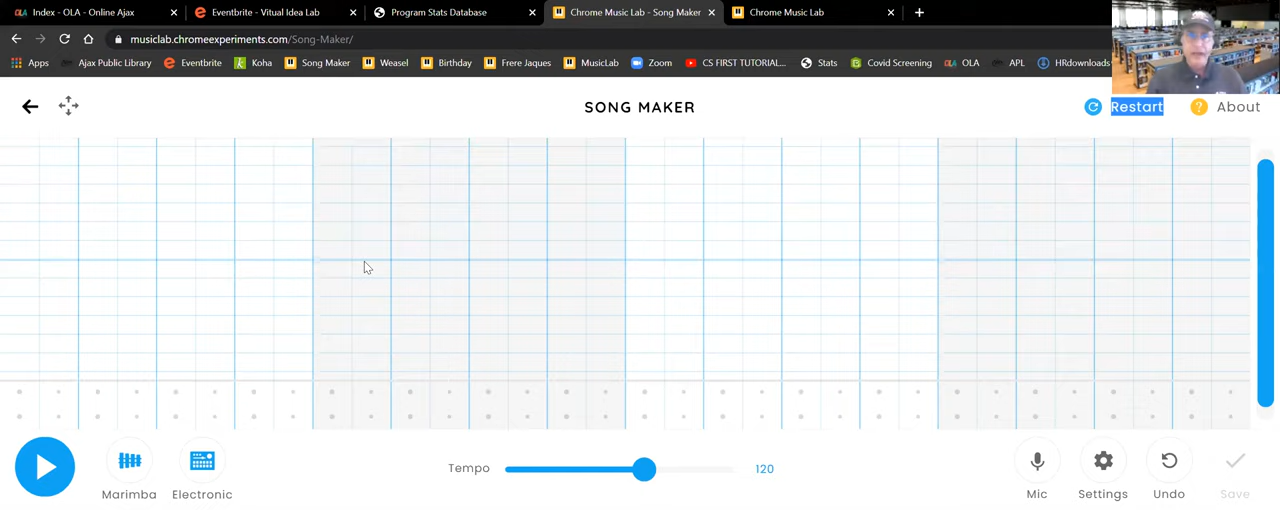 OLA Index - OLA - Online Ajax
Eventbrite - Vitual Idea Lab
Program Stats Database
Chrome Music Lab - Song Maker
Chrome Music Lab
musiclab.chromeexperiments.com/Song-Maker/
Apps
Ajax Public Library
Eventbrite
Koha
Song Maker
Weasel
Birthday
Frere Jaques
MusicLab
Zoom
CS FIRST TUTORIAL...
Stats
Covid Screening
OLA OLA
APL
HRdownloads
SONG MAKER
Restart
? About
Tempo
120
Marimba
Electronic
Mic
Settings
Undo
Save